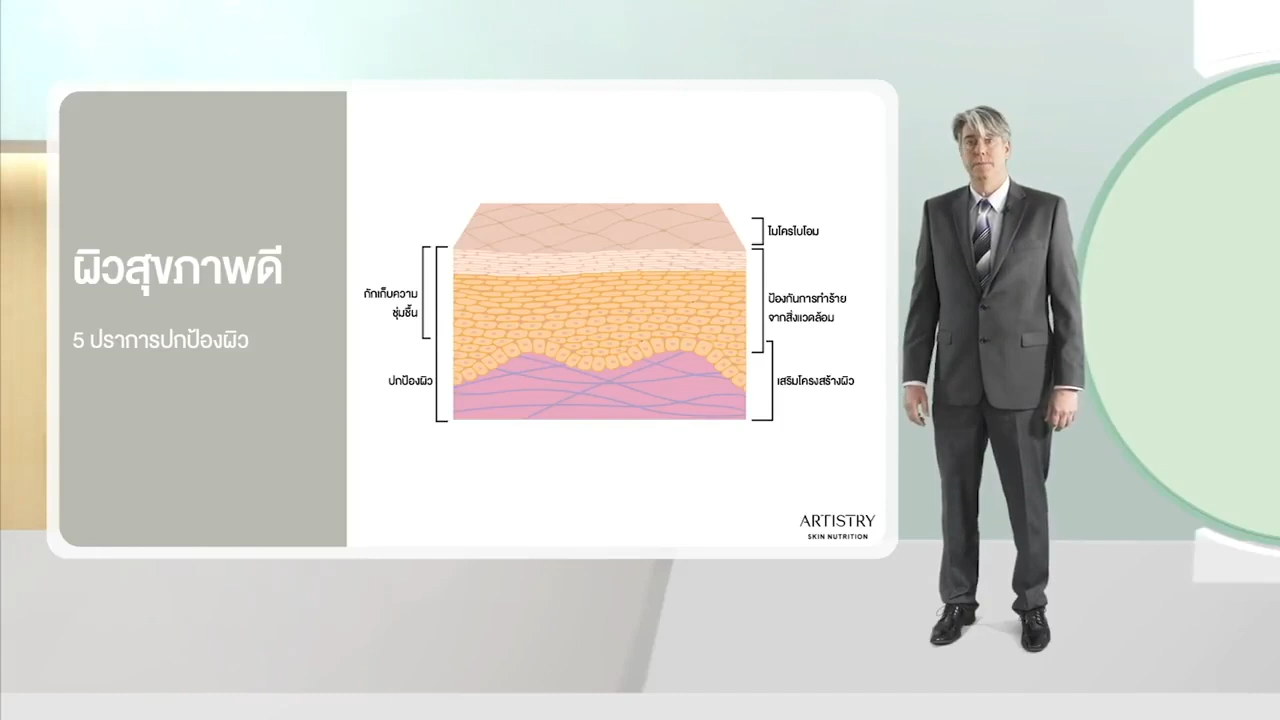 ผิวสุขภาพดี
5 ปราการปกป้องผิว
กักเก็บความ
ชุ่มชื้น
ปกป้องผิว
ไมโครไบโอม
ป้องกันการทำร้าย
จากสิ่งแวดล้อม
เสริมโครงสร้างผิว
ARTISTRY
SKIN NUTRITION